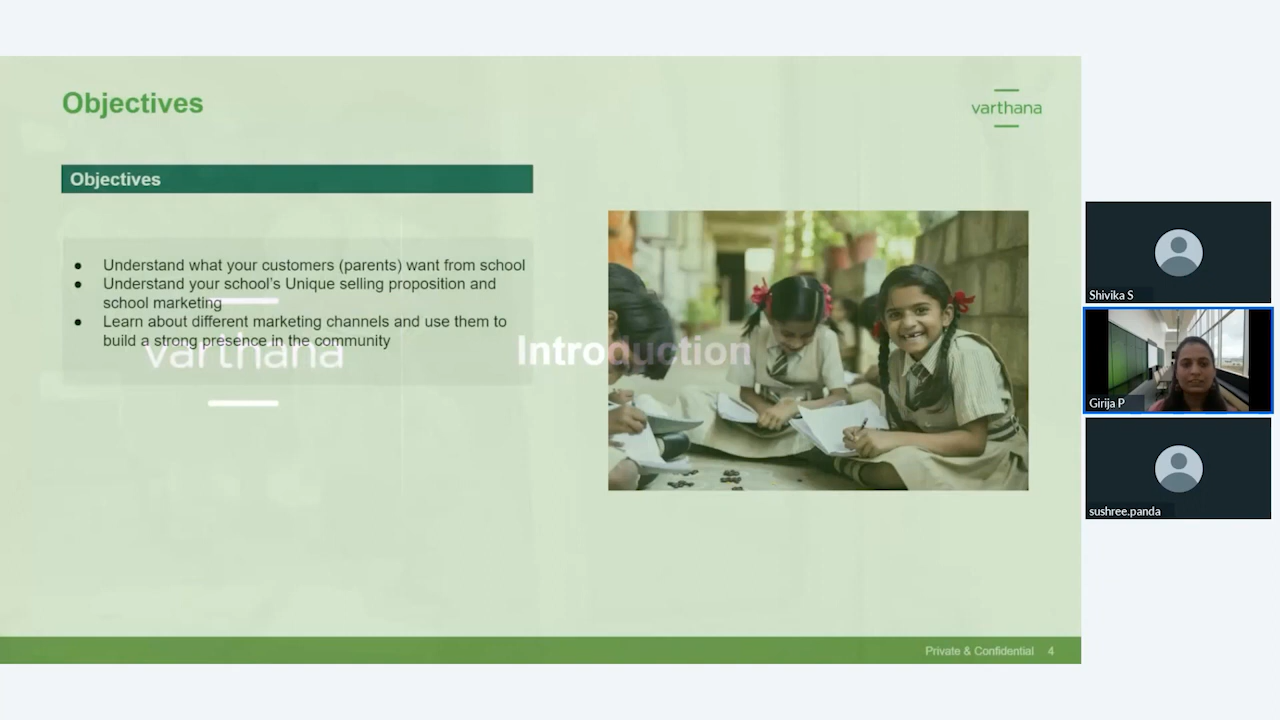 Objectives
varthana
Objectives
● Understand what your customers (parents) want from school
● Understand your school's Unique selling proposition and
school marketing
● Learn about different marketing channels and use them to
build a strong presence in the community
varthana
Introduction
Private & Confidential 4
Shivika S
Girija P
sushree.panda